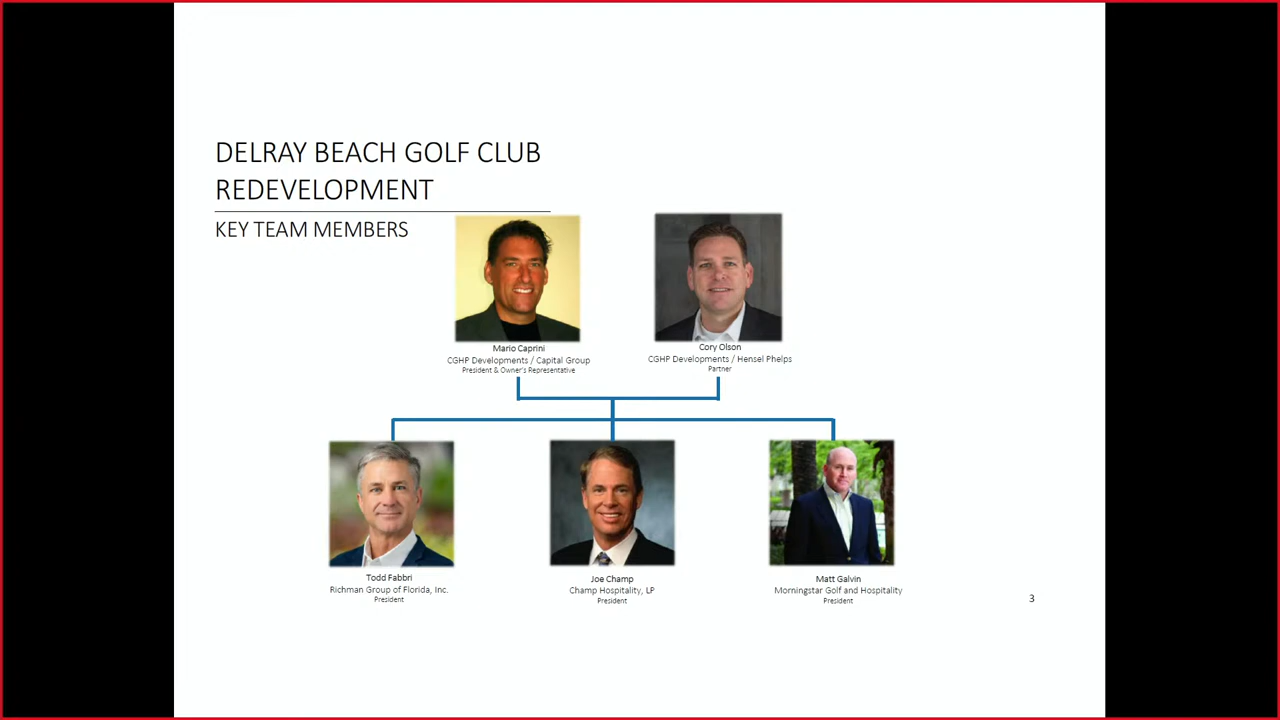 DELRAY BEACH GOLF CLUB
REDEVELOPMENT
KEY TEAM MEMBERS
Mario Caprini
CGHP Developments / Capital Group
President & Owner's Representative
Cory Olson
CGHP Developments / Hensel Phelps
Partner
Todd Fabbri
Richman Group of Florida, Inc.
President
Joe Champ
Champ Hospitality, LP
President
Matt Galvin
Morningstar Golf and Hospitality
President
3